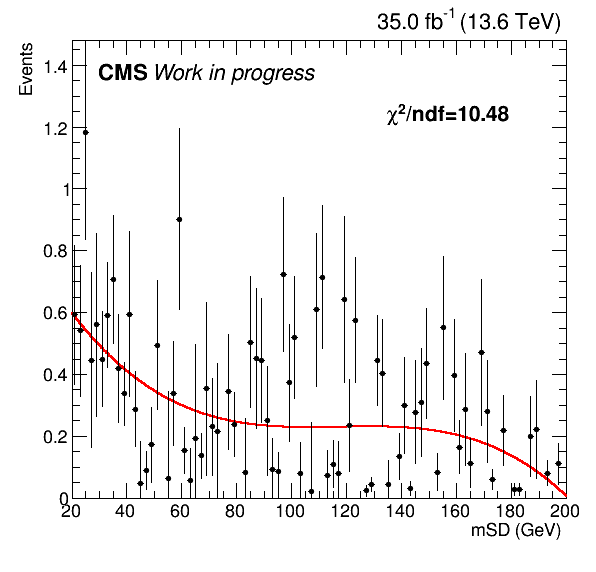 35.0 fb⁻¹ (13.6 TeV)
CMS Work in progress
χ²/ndf=10.48
Events
1.4
1.2
1
0.8
0.6
0.4
0.2
0
20 40 60 80 100 120 140 160 180 200
mSD (GeV)